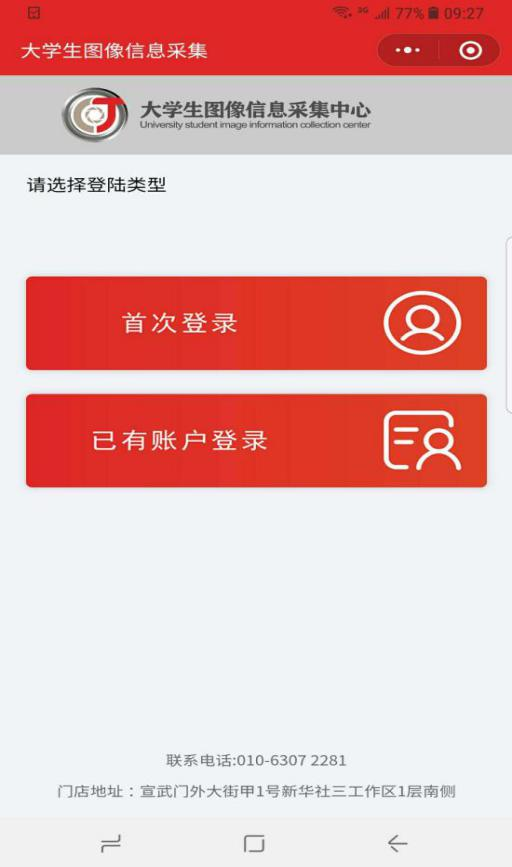 3G 77% 09:27
大学生图像信息采集
大学生图像信息采集中心
University student image information collection center
请选择登陆类型
首次登录
已有账户登录
联系电话:010-6307 2281
门店地址：宣武门外大街甲1号新华社三工作区1层南侧